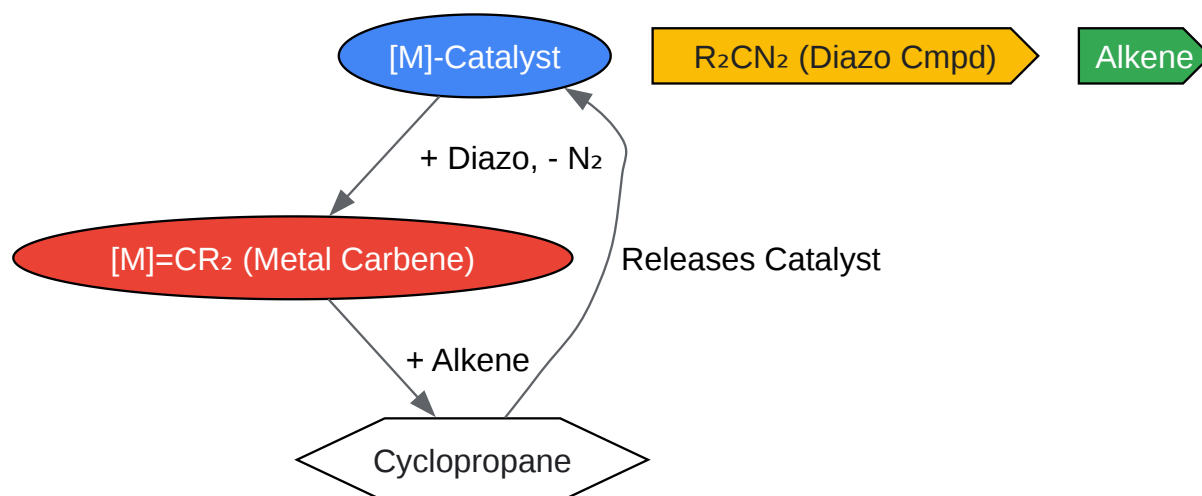 [M]-Catalyst
R₂CN₂ (Diazo Cmpd)
Alkene
+ Diazo, - N₂
[M]=CR₂ (Metal Carbene)
Releases Catalyst
+ Alkene
Cyclopropane